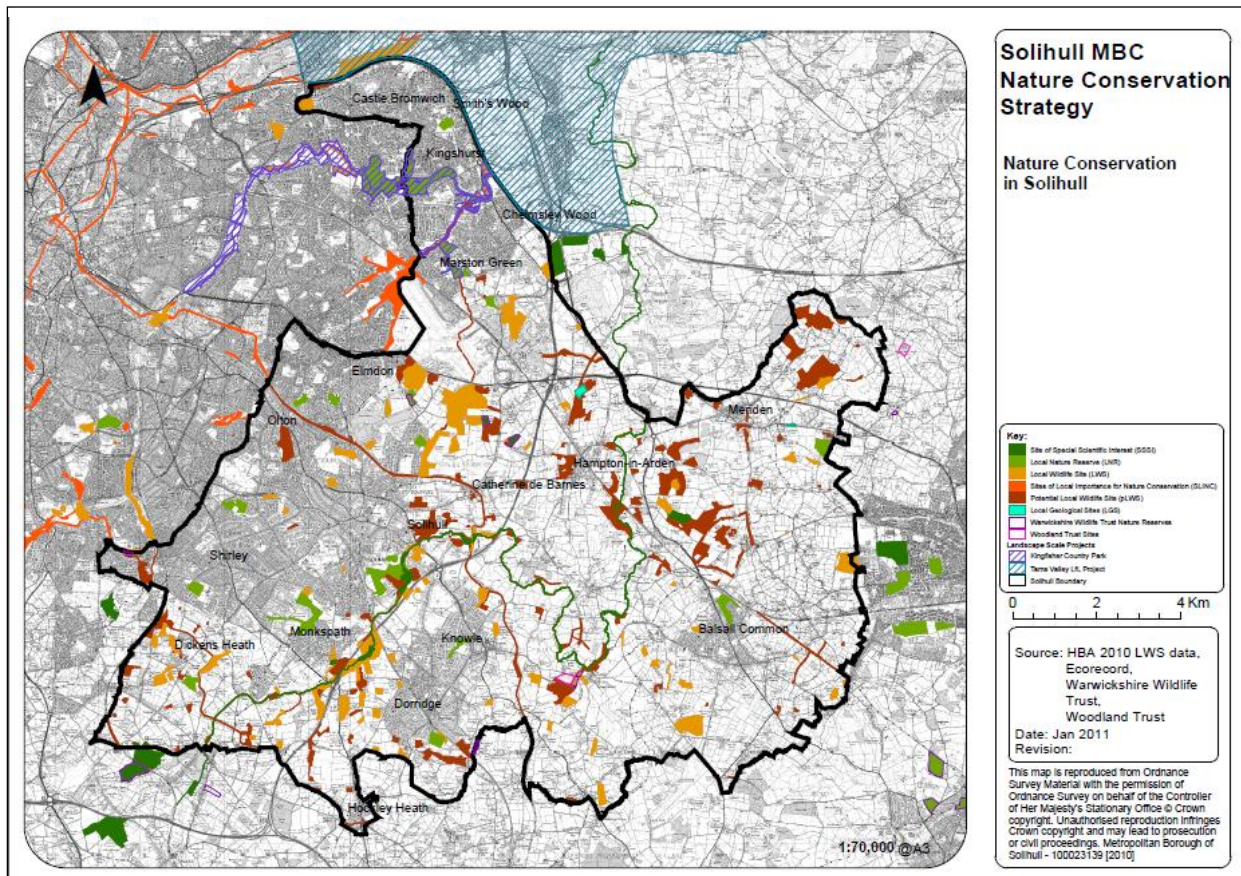 Castle Bromwich
Smith's Wood
Kingshurst
Chelmsley Wood
Marston Green
Elmdon
Olton
Meriden
Hampton-in-Arden
Catherine de Barnes
Solihull
Shirley
Monkspath
Dickens Heath
Knowle
Balsall Common
Dorridge
Hockley Heath
1:70,000 @A3
Solihull MBC
Nature Conservation
Strategy
Nature Conservation
in Solihull
Key:
Site of Special Scientific Interest (SSSI)
Local Nature Reserve (LNR)
Local Wildlife Site (LWS)
Sites of Local Importance for Nature Conservation (SLINC)
Potential Local Wildlife Site (pLWS)
Local Geological Sites (LGS)
Warwickshire Wildlife Trust Nature Reserves
Woodland Trust Sites
Landscape Scale Projects
Kingfisher Country Park
Tame Valley LfL Project
Solihull Boundary
0 2 4 Km
Source: HBA 2010 LWS data,
Ecorecord,
Warwickshire Wildlife
Trust,
Woodland Trust
Date: Jan 2011
Revision:
This map is reproduced from Ordnance
Survey Material with the permission of
Ordnance Survey on behalf of the Controller
of Her Majesty's Stationary Office © Crown
copyright. Unauthorised reproduction infringes
Crown copyright and may lead to prosecution
or civil proceedings. Metropolitan Borough of
Solihull - 100023139 [2010]